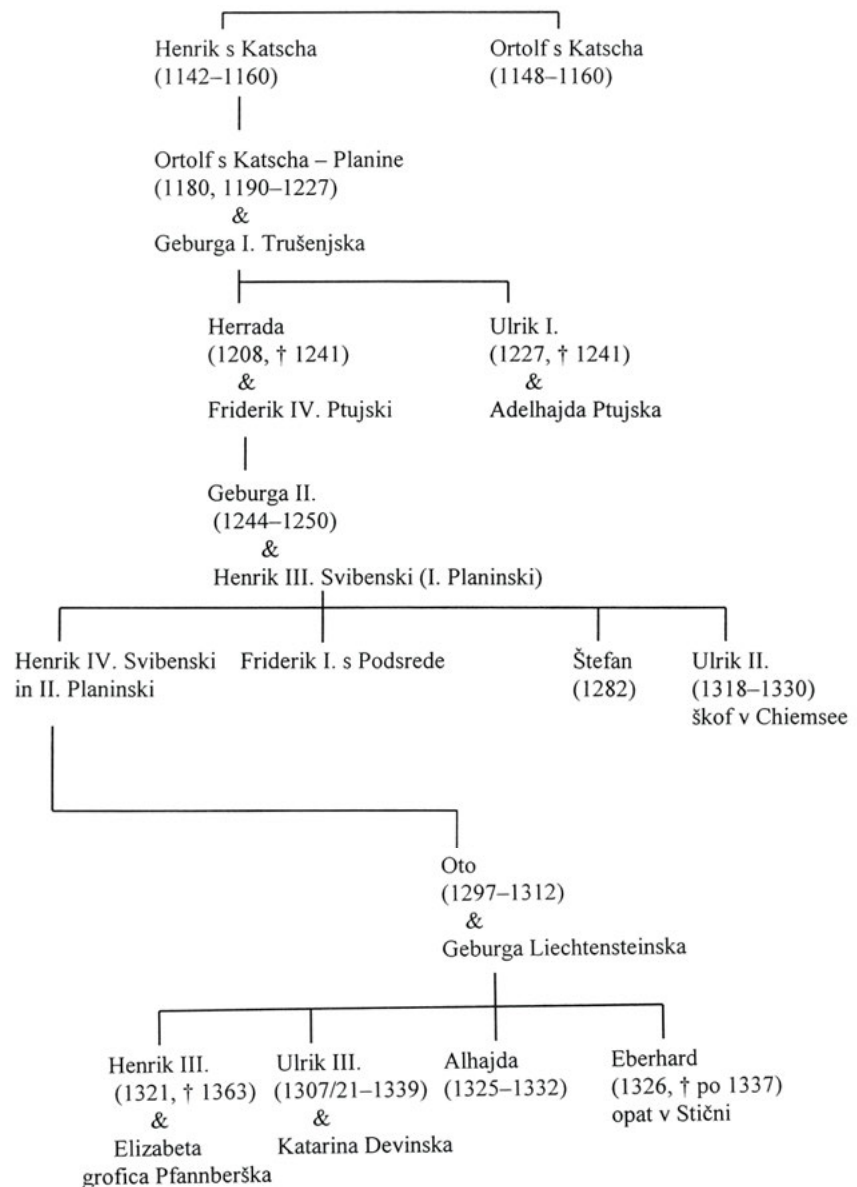 Henrik s Katscha
(1142–1160)
Ortolf s Katscha
(1148–1160)
Ortolf s Katscha – Planine
(1180, 1190–1227)
&
Geburga I. Trušenjska
Herrada
(1208, † 1241)
&
Friderik IV. Ptujski
Ulrik I.
(1227, † 1241)
&
Adelhajda Ptujska
Geburga II.
(1244–1250)
&
Henrik III. Svibenski (I. Planinski)
Henrik IV. Svibenski
in II. Planinski
Friderik I. s Podsrede
Štefan
(1282)
Ulrik II.
(1318–1330)
škof v Chiemsee
Oto
(1297–1312)
&
Geburga Liechtensteinska
Henrik III.
(1321, † 1363)
&
Elizabeta
grofica Pfannberška
Ulrik III.
(1307/21–1339)
&
Katarina Devinska
Alhajda
(1325–1332)
Eberhard
(1326, † po 1337)
opat v Stični